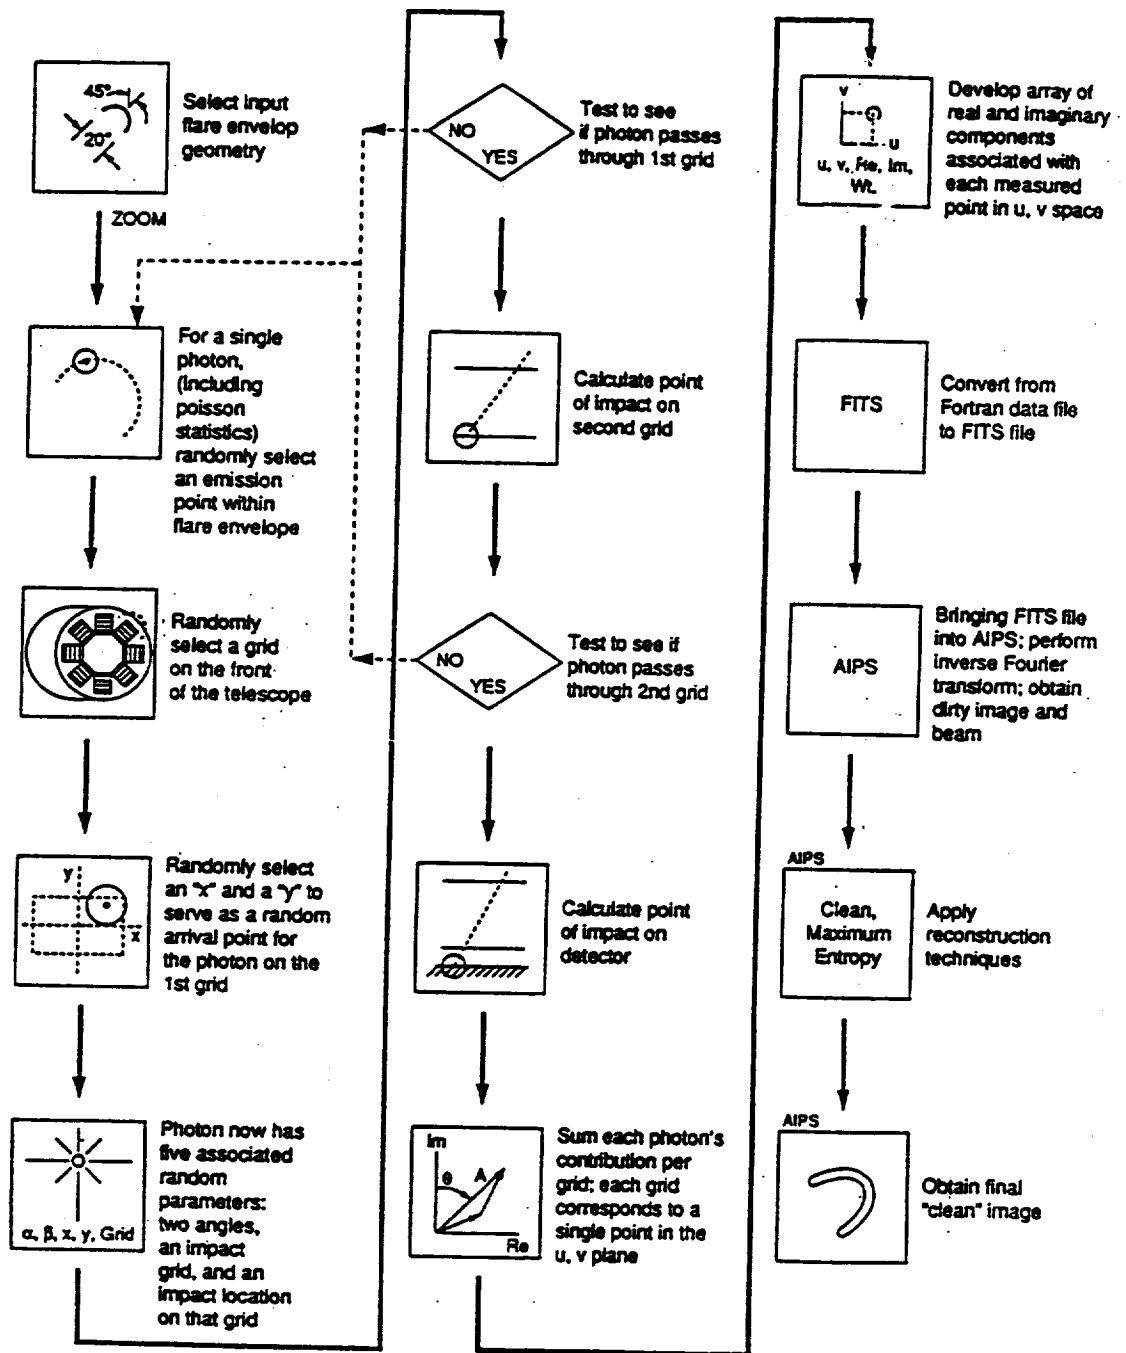 45°
20°
Select input
flare envelop
geometry
ZOOM
For a single
photon,
(including
poisson
statistics)
randomly select
an emission
point within
flare envelope
Randomly
select a grid
on the front
of the telescope
y
x
Randomly select
an "x" and a "y" to
serve as a random
arrival point for
the photon on the
1st grid
α, β, x, y, Grid
Photon now has
five associated
random
parameters:
two angles,
an impact
grid, and an
impact location
on that grid
NO
YES
Test to see
if photon passes
through 1st grid
Calculate point
of impact on
second grid
NO
YES
Test to see if
photon passes
through 2nd grid
Calculate point
of impact on
detector
Im
θ
A
Re
Sum each photon's
contribution per
grid; each grid
corresponds to a
single point in the
u, v plane
v
u
u, v, Re, Im,
Wt.
Develop array of
real and imaginary
components
associated with
each measured
point in u, v space
FITS
Convert from
Fortran data file
to FITS file
AIPS
Bringing FITS file
into AIPS; perform
inverse Fourier
transform; obtain
dirty image and
beam
AIPS
Clean,
Maximum
Entropy
Apply
reconstruction
techniques
AIPS
Obtain final
"clean" image